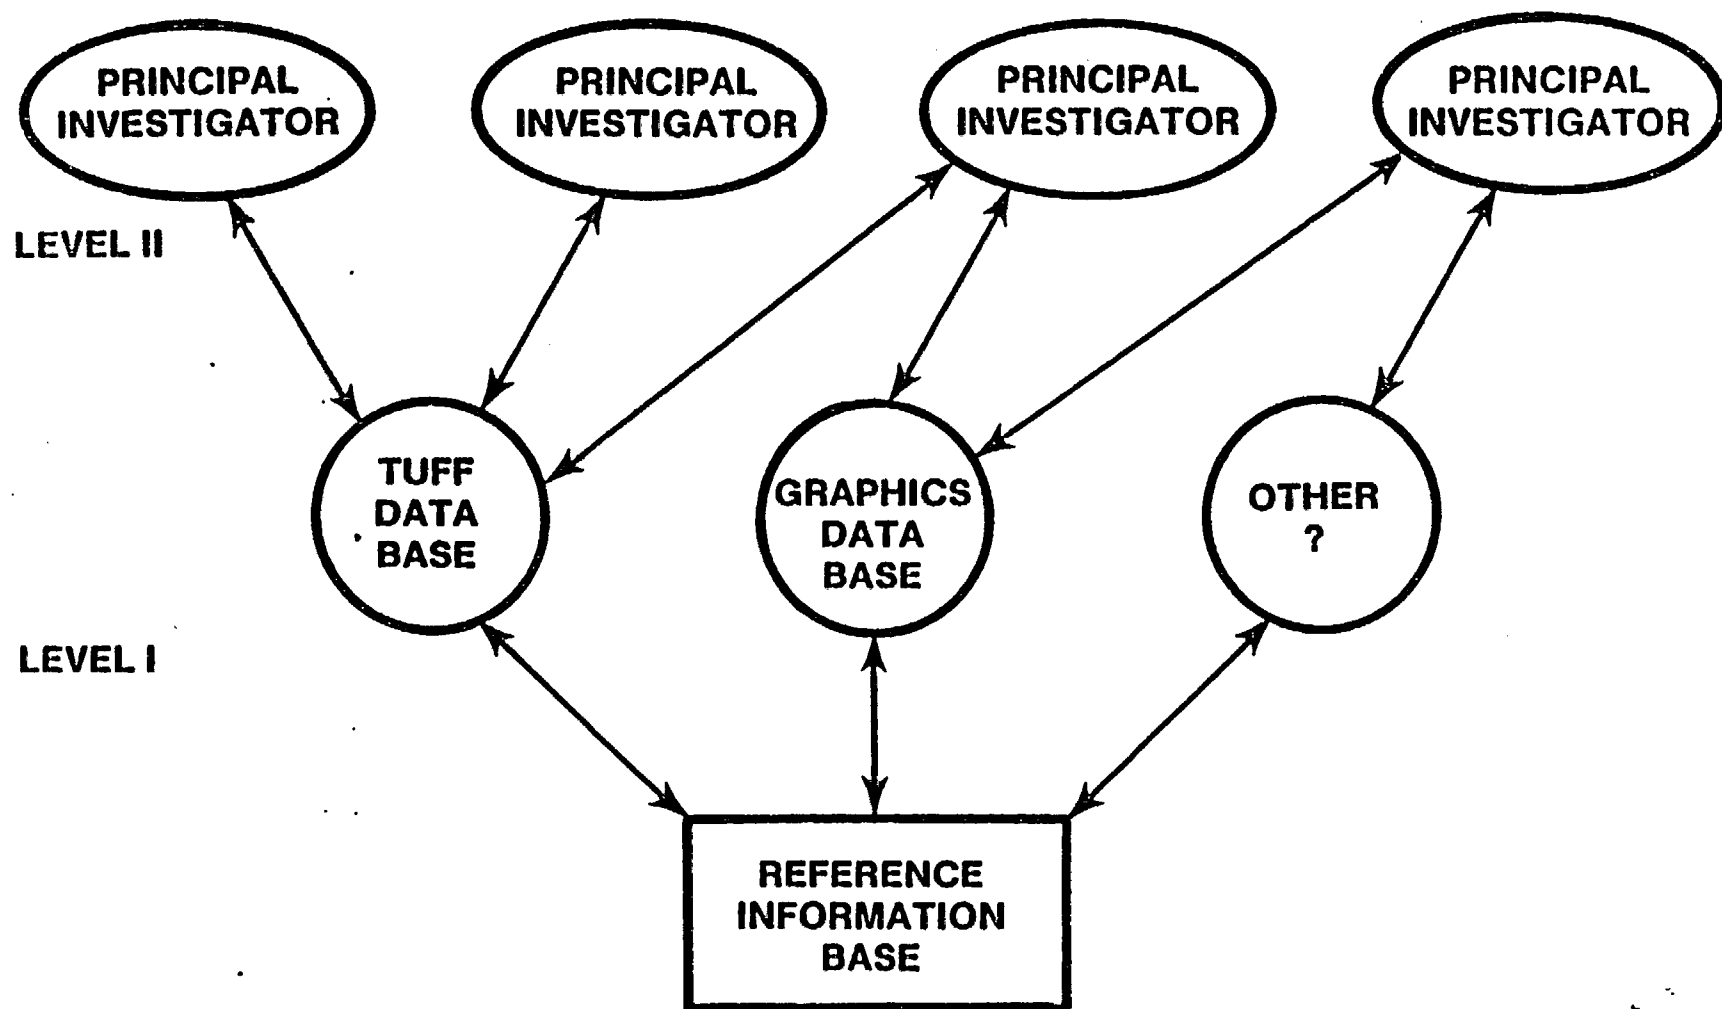 PRINCIPAL
INVESTIGATOR
PRINCIPAL
INVESTIGATOR
PRINCIPAL
INVESTIGATOR
PRINCIPAL
INVESTIGATOR
LEVEL II
TUFF
DATA
BASE
GRAPHICS
DATA
BASE
OTHER
?
LEVEL I
REFERENCE
INFORMATION
BASE